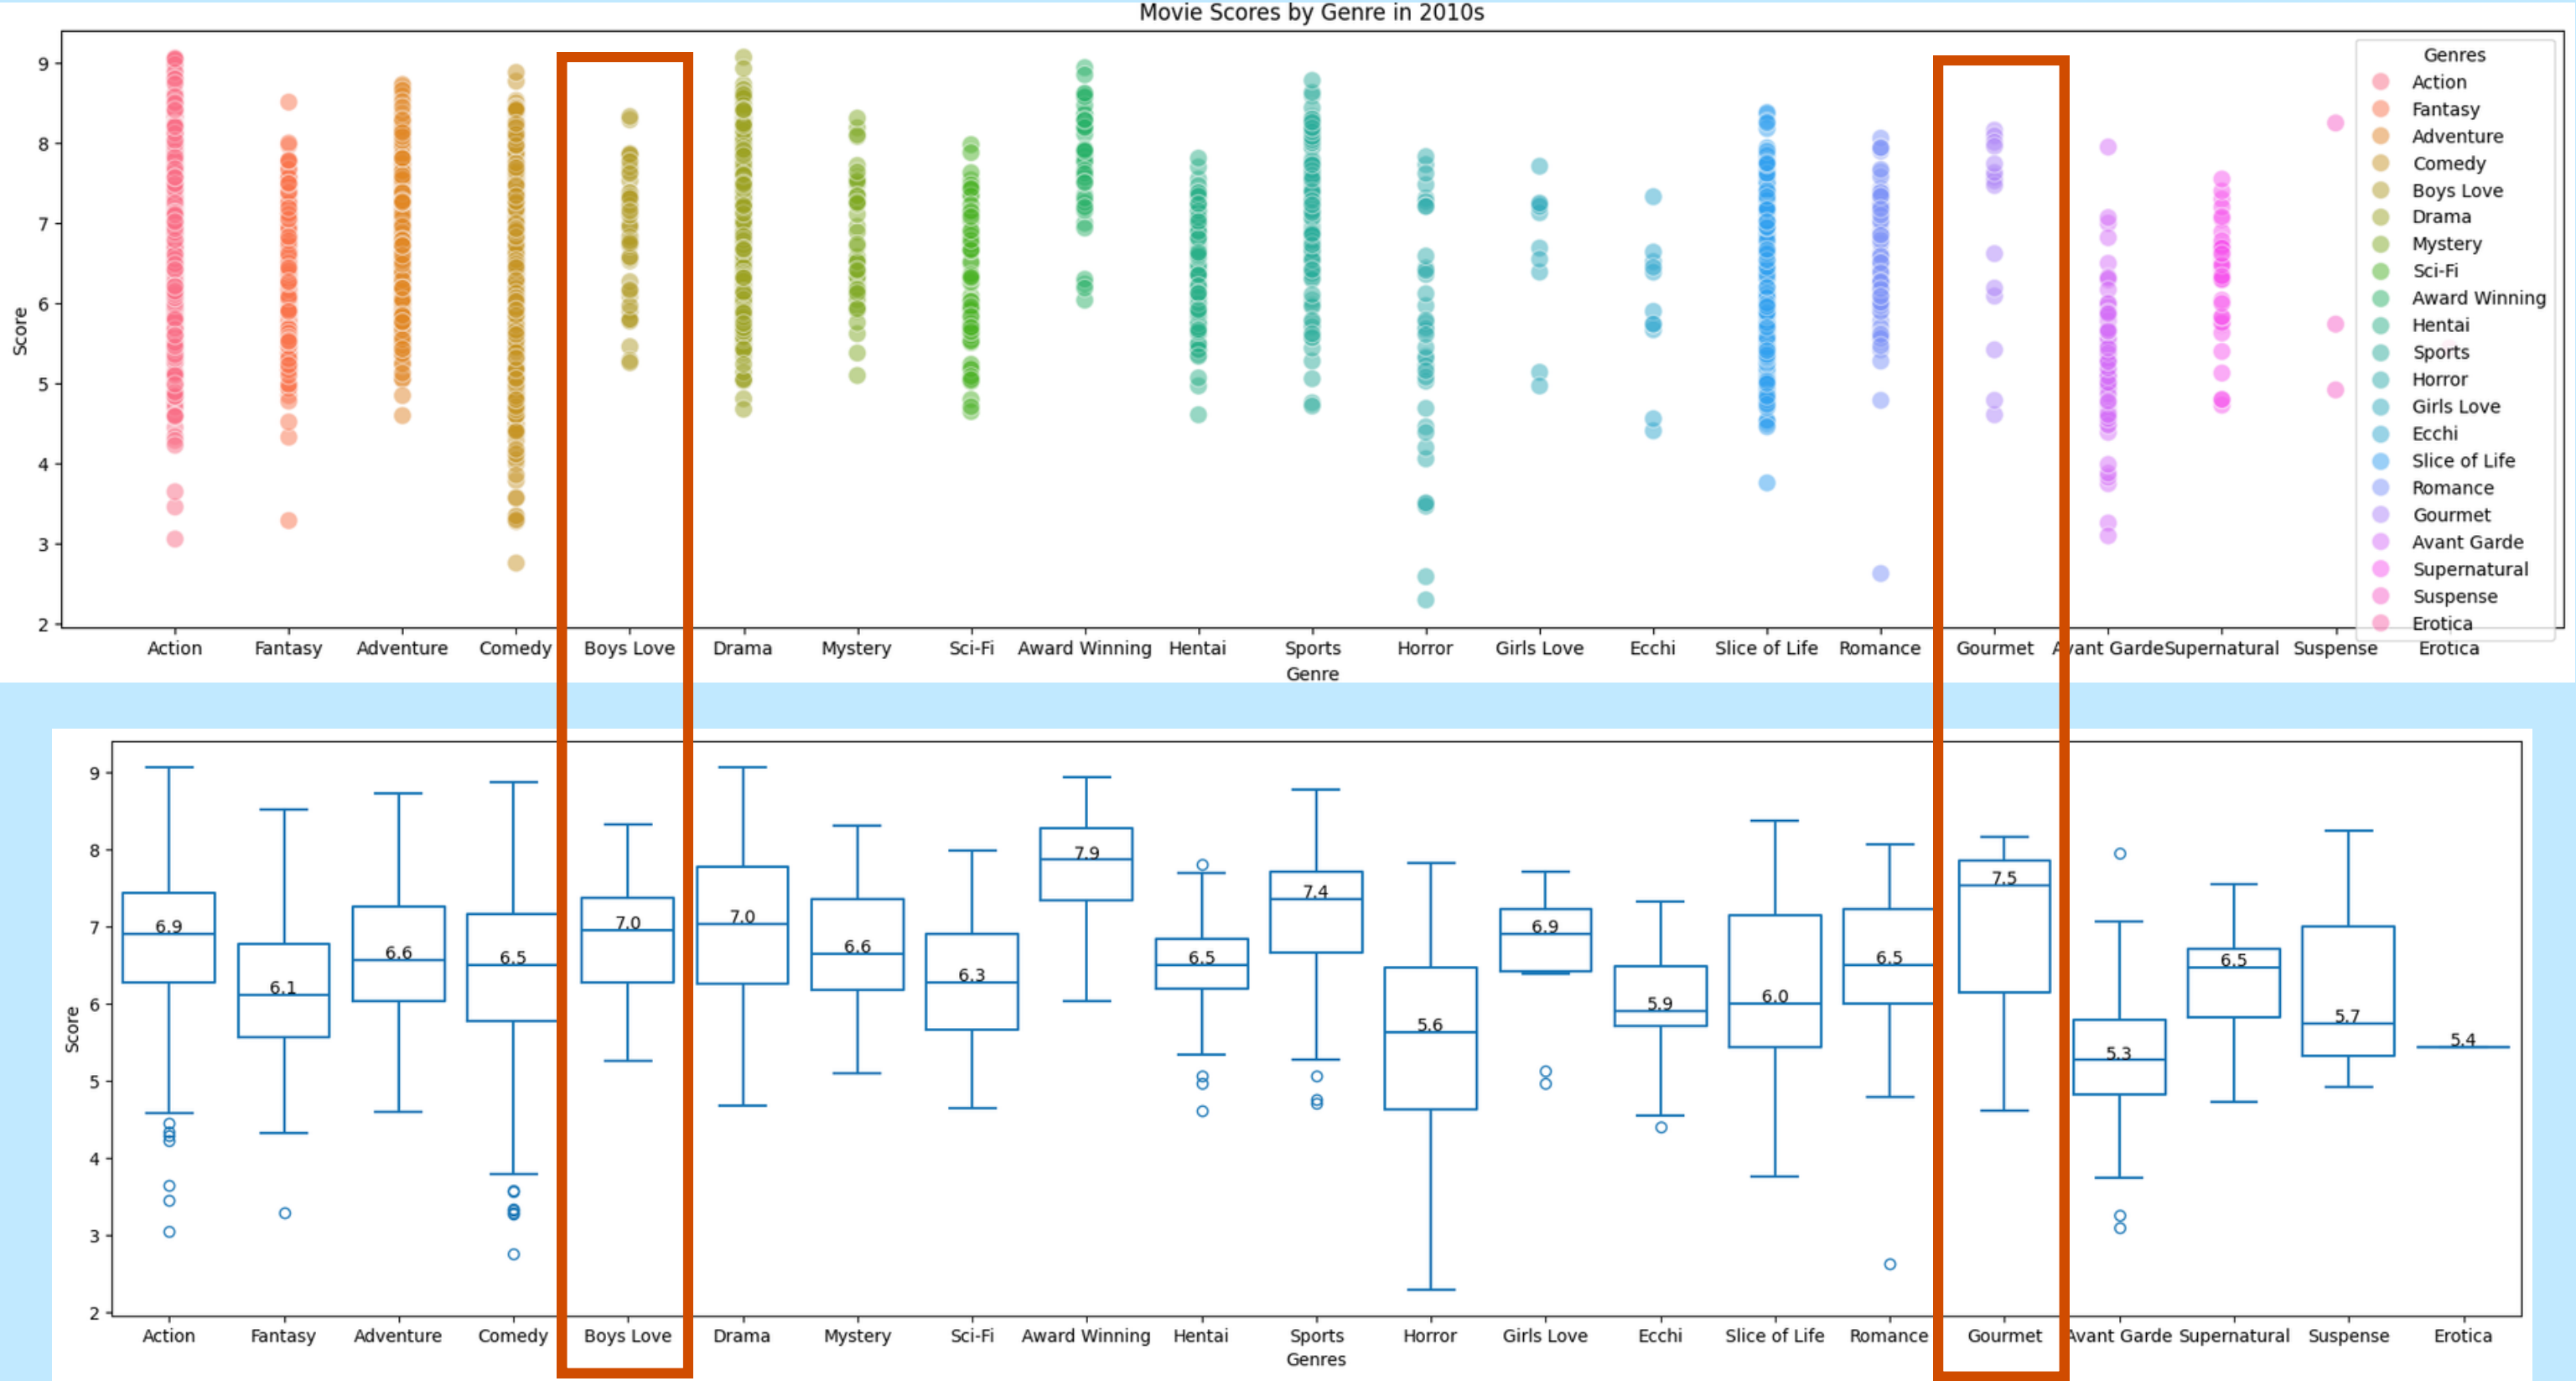 Movie Scores by Genre in 2010s
Score
9
8
7
6
5
4
3
2
Genres
Action
Fantasy
Adventure
Comedy
Boys Love
Drama
Mystery
Sci-Fi
Award Winning
Hentai
Sports
Horror
Girls Love
Ecchi
Slice of Life
Romance
Gourmet
Avant Garde
Supernatural
Suspense
Erotica
Action Fantasy Adventure Comedy Boys Love Drama Mystery Sci-Fi Award Winning Hentai Sports Horror Girls Love Ecchi Slice of Life Romance Gourmet Avant Garde Supernatural Suspense Erotica
Genre
Score
9
8
7
6
5
4
3
2
6.9
6.1
6.6
6.5
7.0
7.0
6.6
6.3
7.9
6.5
7.4
5.6
6.9
5.9
6.0
6.5
7.5
5.3
6.5
5.7
5.4
Action Fantasy Adventure Comedy Boys Love Drama Mystery Sci-Fi Award Winning Hentai Sports Horror Girls Love Ecchi Slice of Life Romance Gourmet Avant Garde Supernatural Suspense Erotica
Genres